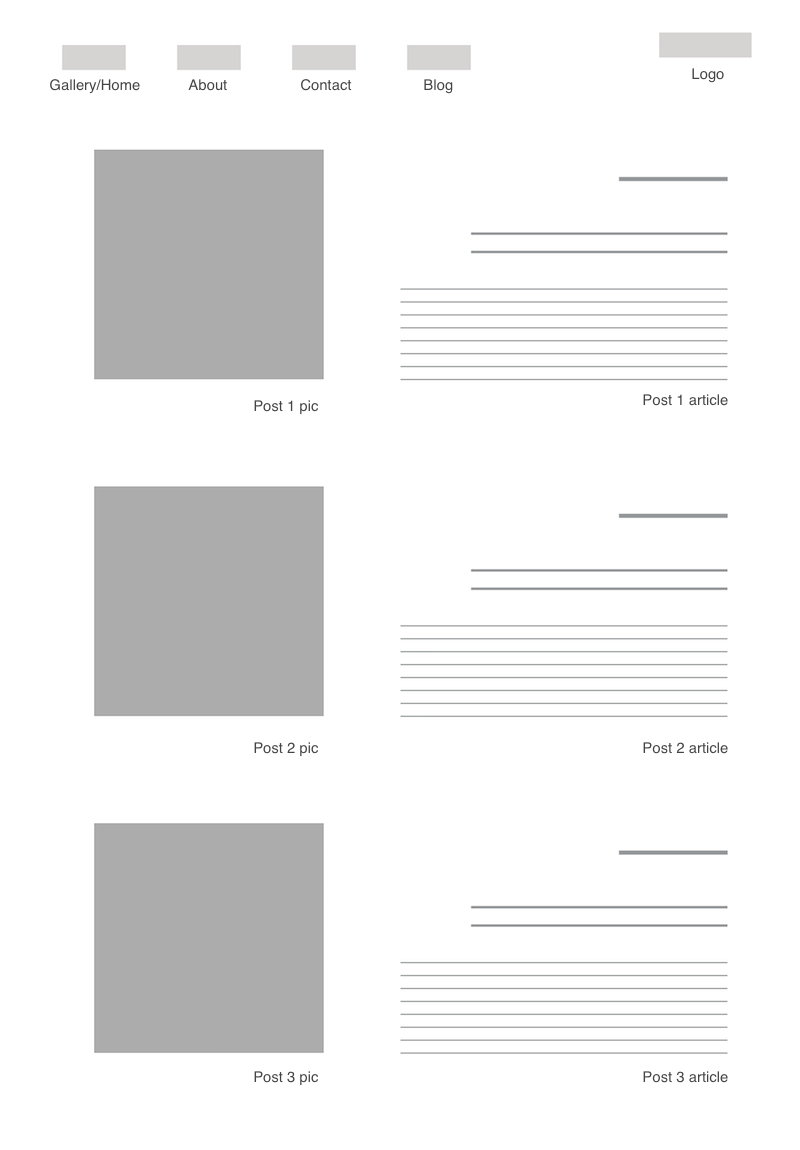 Gallery/Home
About
Contact
Blog
Logo
Post 1 pic
Post 1 article
Post 2 pic
Post 2 article
Post 3 pic
Post 3 article